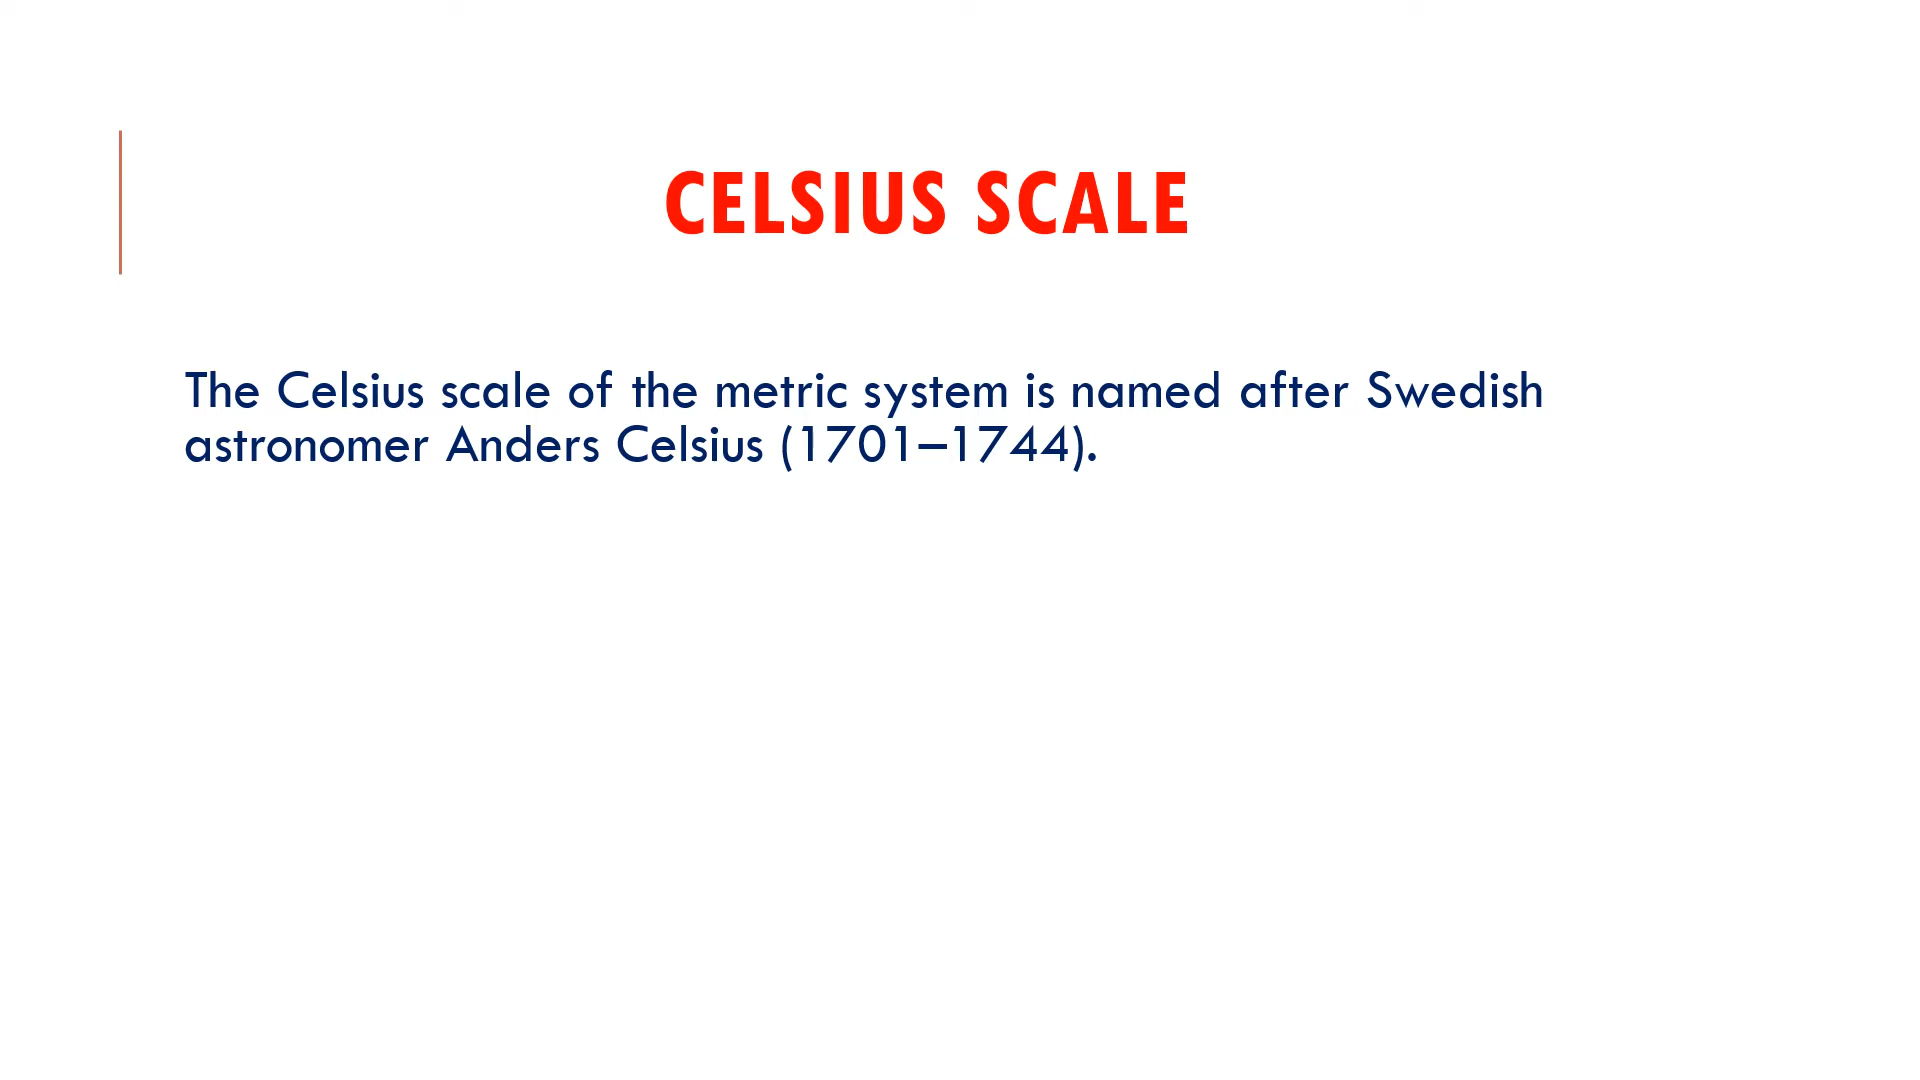 CELSIUS SCALE
The Celsius scale of the metric system is named after Swedish
astronomer Anders Celsius (1701–1744).